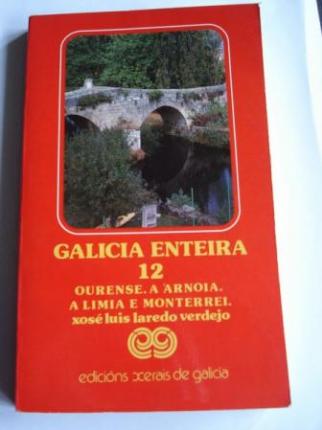 GALICIA ENTEIRA
12
OURENSE. A ARNOIA.
A LIMIA E MONTERREI.
xosé luis laredo verdejo
edicións xerais de galicia